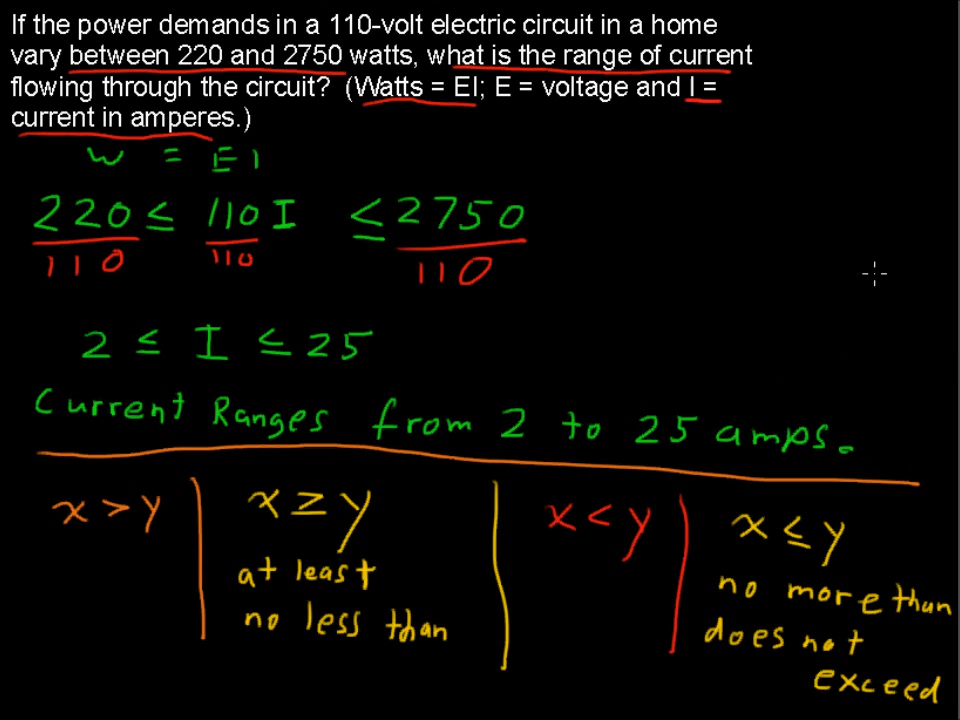 If the power demands in a 110-volt electric circuit in a home
vary between 220 and 2750 watts, what is the range of current
flowing through the circuit? (Watts = EI; E = voltage and I =
current in amperes.)
W = EI
220 ≤ 110 I ≤ 2750
110 110 110
2 ≤ I ≤ 25
Current Ranges from 2 to 25 amps.
x > y x ≥ y x < y x ≤ y
at least no more than
no less than does not
exceed